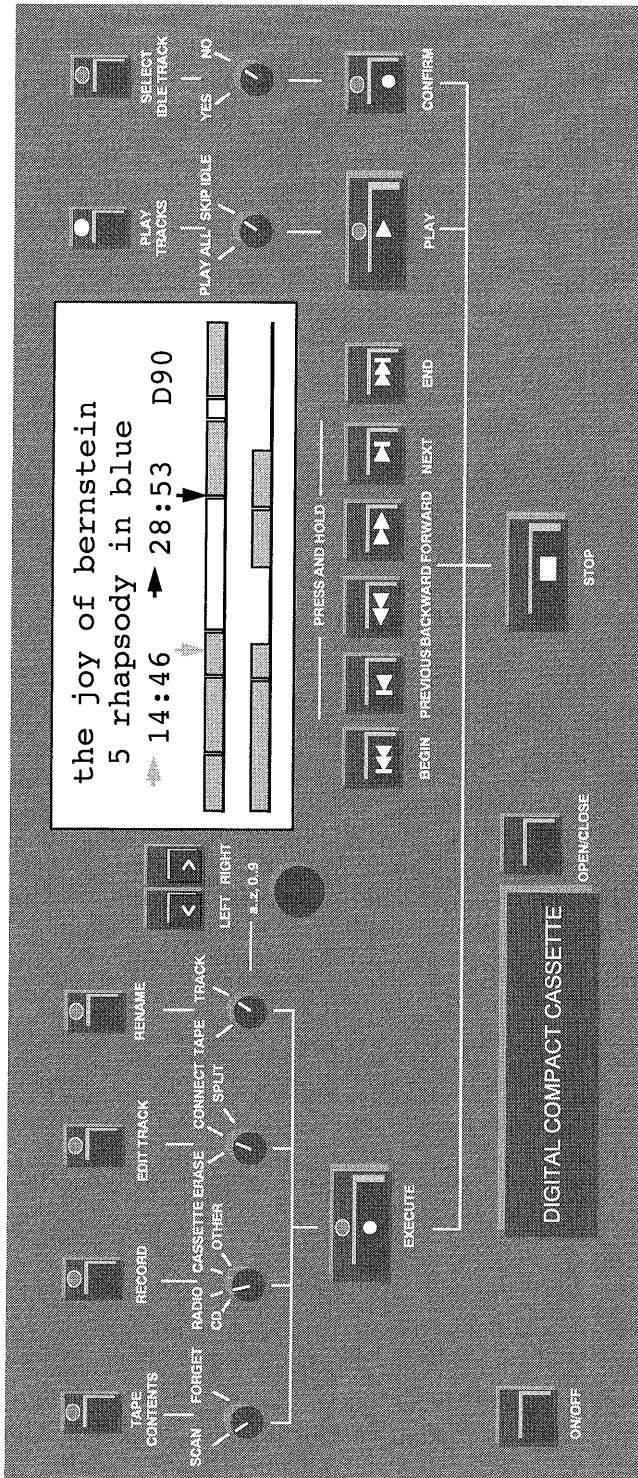 the joy of bernstein
5 rhapsody in blue
14:46 28:53 D90
TAPE CONTENTS
SCAN FORGET
RECORD
CD RADIO CASSETTE OTHER
EDIT TRACK
ERASE CONNECT SPLIT
RENAME
TAPE TRACK
LEFT RIGHT
a..z, 0..9
PLAY TRACKS
PLAY ALL SKIP IDLE
SELECT IDLE TRACK
YES NO
EXECUTE
PRESS AND HOLD
BEGIN PREVIOUS BACKWARD FORWARD NEXT END
PLAY
CONFIRM
ON/OFF
DIGITAL COMPACT CASSETTE
OPEN/CLOSE
STOP